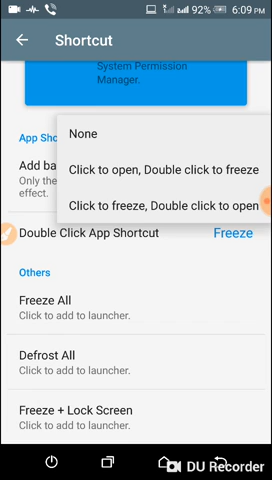 92% 6:09 PM
Shortcut
System Permission
Manager.
App Sho
None
Add ba
Click to open, Double click to freeze
Only the
effect.
Click to freeze, Double click to open
Double Click App Shortcut Freeze
Others
Freeze All
Click to add to launcher.
Defrost All
Click to add to launcher.
Freeze + Lock Screen
Click to add to launcher.
DU Recorder